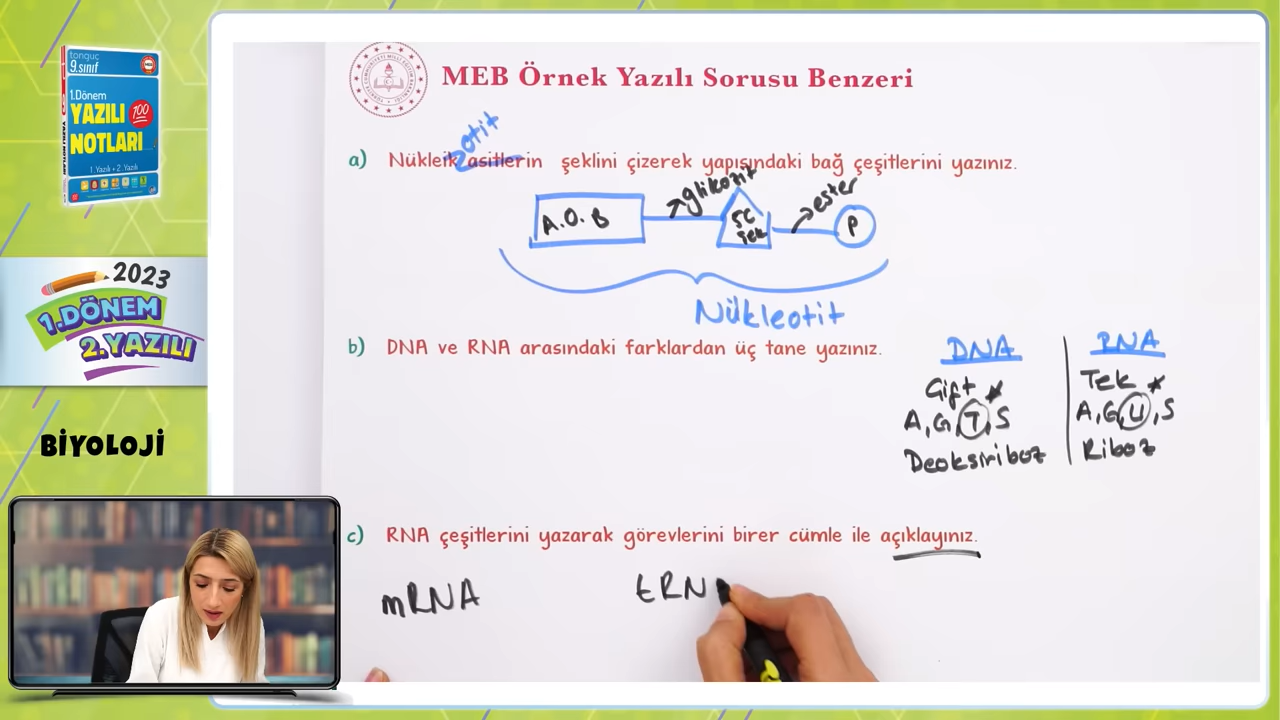 tonguç
9.sınıf
1.Dönem
YAZILI
100
NOTLARI
1.Yazılı + 2.Yazılı
YAZILI NOTLARI
2023
1.DÖNEM
2.YAZILI
BİYOLOJİ
MEB Örnek Yazılı Sorusu Benzeri
otit
a) Nükleik asitlerin şeklini çizerek yapısındaki bağ çeşitlerini yazınız.
A.O.B
glikozit
5C
şek
ester
P
Nükleotit
b) DNA ve RNA arasındaki farklardan üç tane yazınız.
DNA
Çift
A, G, T, S
Deoksiriboz
RNA
Tek
A, G, U, S
Riboz
c) RNA çeşitlerini yazarak görevlerini birer cümle ile açıklayınız.
mRNA tRN